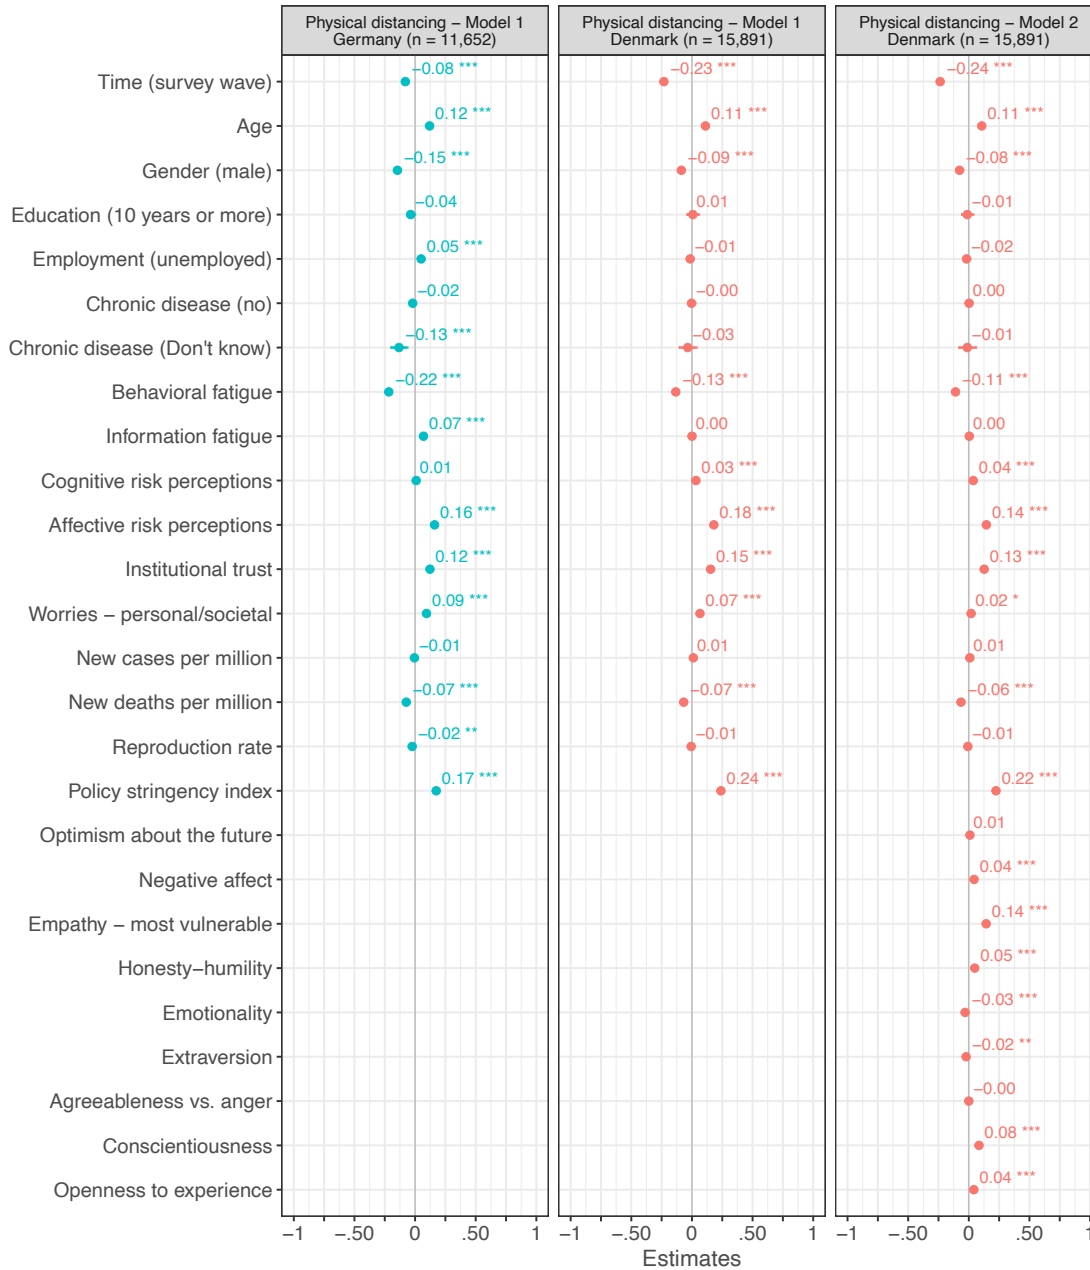 Physical distancing – Model 1
Germany (n = 11,652)
Physical distancing – Model 1
Denmark (n = 15,891)
Physical distancing – Model 2
Denmark (n = 15,891)
Time (survey wave) −0.08 *** −0.23 *** −0.24 ***
Age 0.12 *** 0.11 *** 0.11 ***
Gender (male) −0.15 *** −0.09 *** −0.08 ***
Education (10 years or more) −0.04 0.01 −0.01
Employment (unemployed) 0.05 *** −0.01 −0.02
Chronic disease (no) −0.02 −0.00 0.00
Chronic disease (Don't know) −0.13 *** −0.03 −0.01
Behavioral fatigue −0.22 *** −0.13 *** −0.11 ***
Information fatigue 0.07 *** 0.00 0.00
Cognitive risk perceptions 0.01 0.03 *** 0.04 ***
Affective risk perceptions 0.16 *** 0.18 *** 0.14 ***
Institutional trust 0.12 *** 0.15 *** 0.13 ***
Worries − personal/societal 0.09 *** 0.07 *** 0.02 *
New cases per million −0.01 0.01 0.01
New deaths per million −0.07 *** −0.07 *** −0.06 ***
Reproduction rate −0.02 ** −0.01 −0.01
Policy stringency index 0.17 *** 0.24 *** 0.22 ***
Optimism about the future 0.01
Negative affect 0.04 ***
Empathy − most vulnerable 0.14 ***
Honesty−humility 0.05 ***
Emotionality −0.03 ***
Extraversion −0.02 **
Agreeableness vs. anger −0.00
Conscientiousness 0.08 ***
Openness to experience 0.04 ***
−1 −.50 0 .50 1 −1 −.50 0 .50 1 −1 −.50 0 .50 1
Estimates